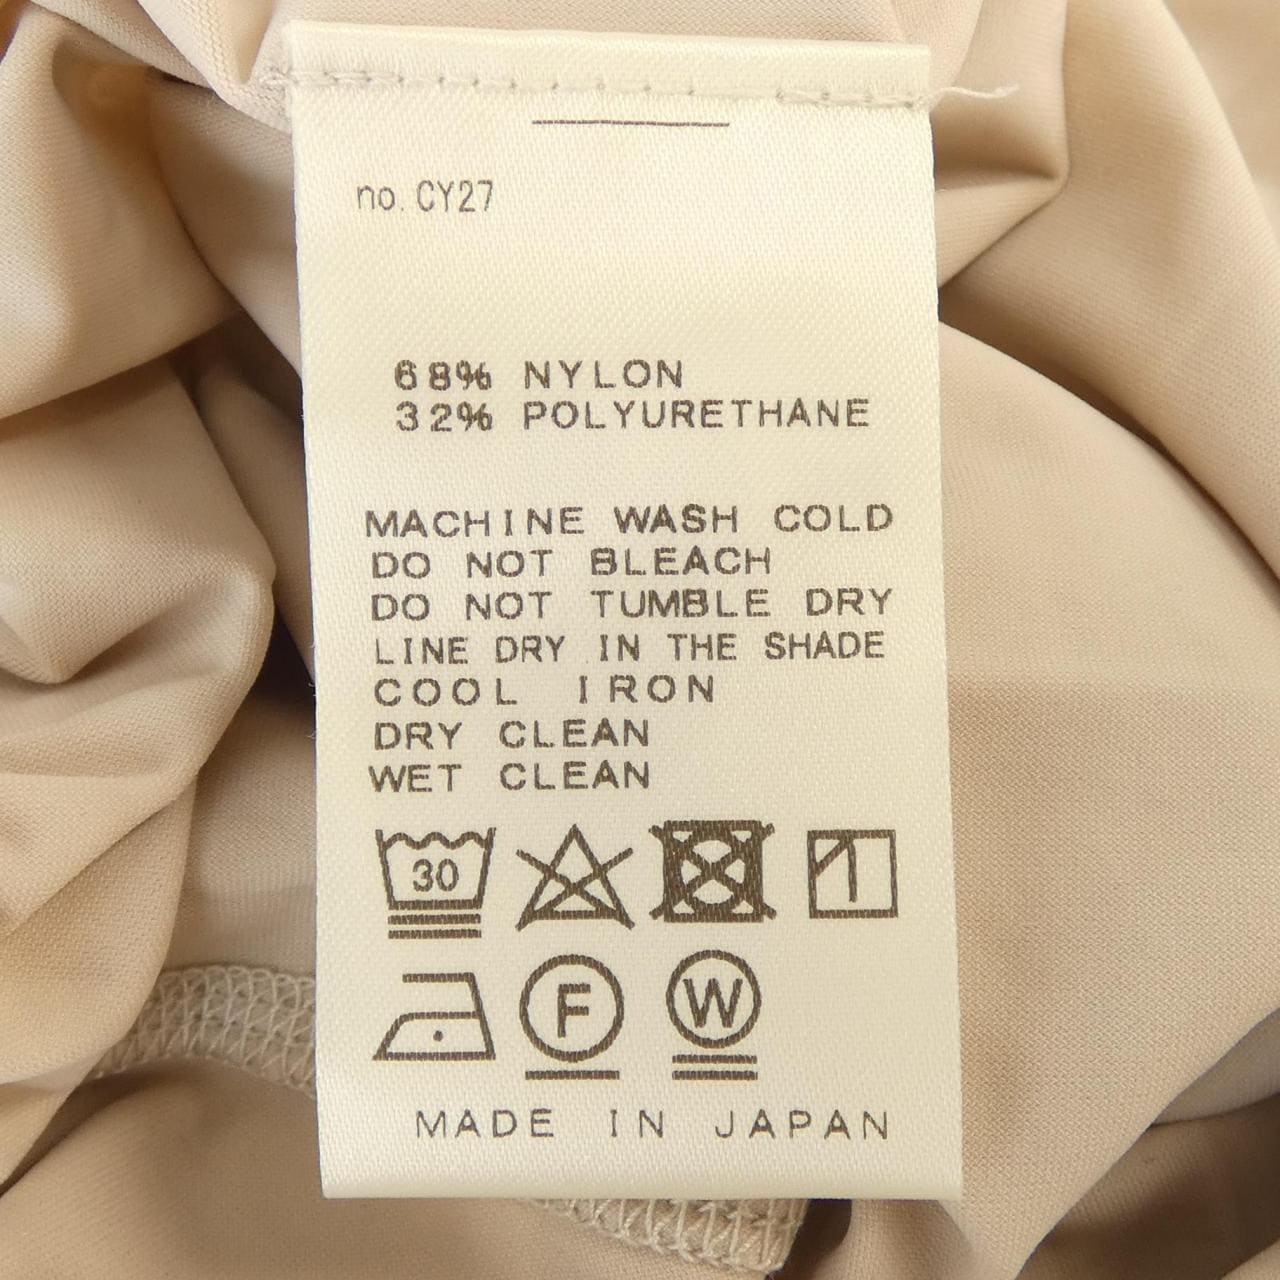 no. CY27
68% NYLON
32% POLYURETHANE
MACHINE WASH COLD
DO NOT BLEACH
DO NOT TUMBLE DRY
LINE DRY IN THE SHADE
COOL IRON
DRY CLEAN
WET CLEAN
30
F W
MADE IN JAPAN